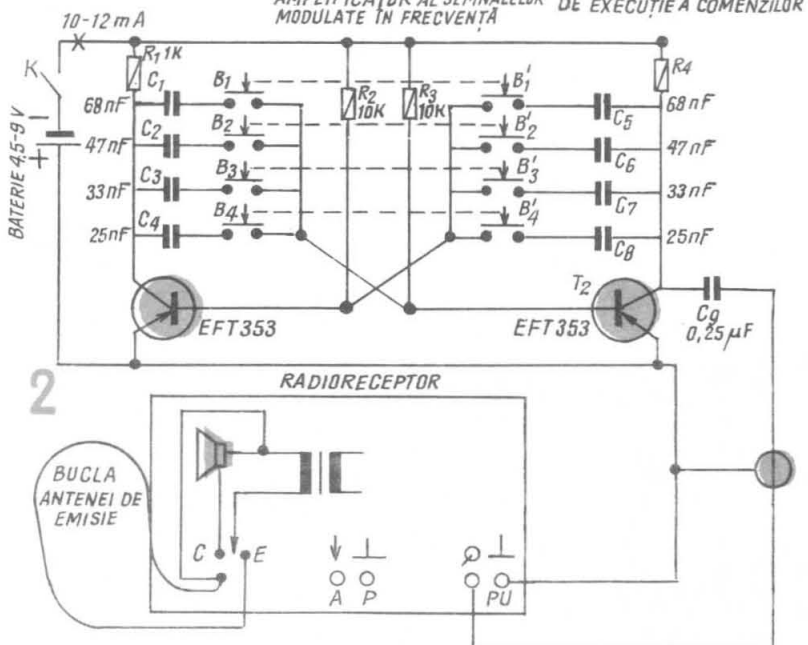 AMPLIFICATOR AL SEMNALELOR DE EXECUȚIE A COMENZILOR
MODULATE ÎN FRECVENȚĂ
10-12 mA
K
BATERIE 4,5-9 V
R1 1K
C1
68nF
C2
47nF
C3
33nF
C4
25nF
B1
B2
B3
B4
R2
10K
R3
10K
B'1
B'2
B'3
B'4
C5
68nF
C6
47nF
C7
33nF
C8
25nF
R4
EFT353
T2
EFT353
C9
0,25µF
2
RADIORECEPTOR
BUCLA
ANTENEI DE
EMISIE
C
E
A P
PU